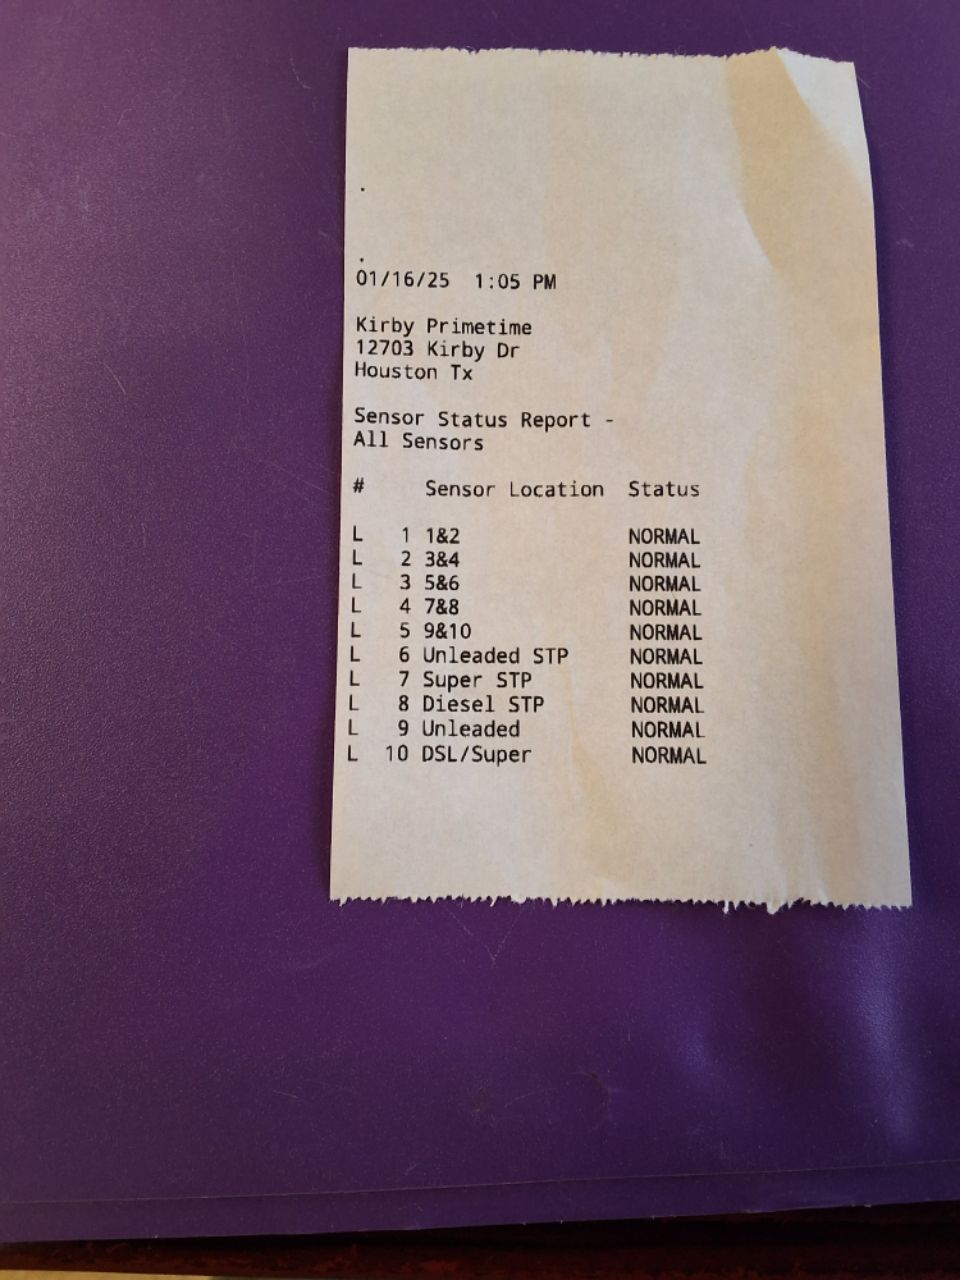 .
.
01/16/25  1:05 PM
Kirby Primetime
12703 Kirby Dr
Houston Tx
Sensor Status Report -
All Sensors
#     Sensor Location  Status
L   1 1&2              NORMAL
L   2 3&4              NORMAL
L   3 5&6              NORMAL
L   4 7&8              NORMAL
L   5 9&10             NORMAL
L   6 Unleaded STP     NORMAL
L   7 Super STP        NORMAL
L   8 Diesel STP       NORMAL
L   9 Unleaded         NORMAL
L  10 DSL/Super        NORMAL